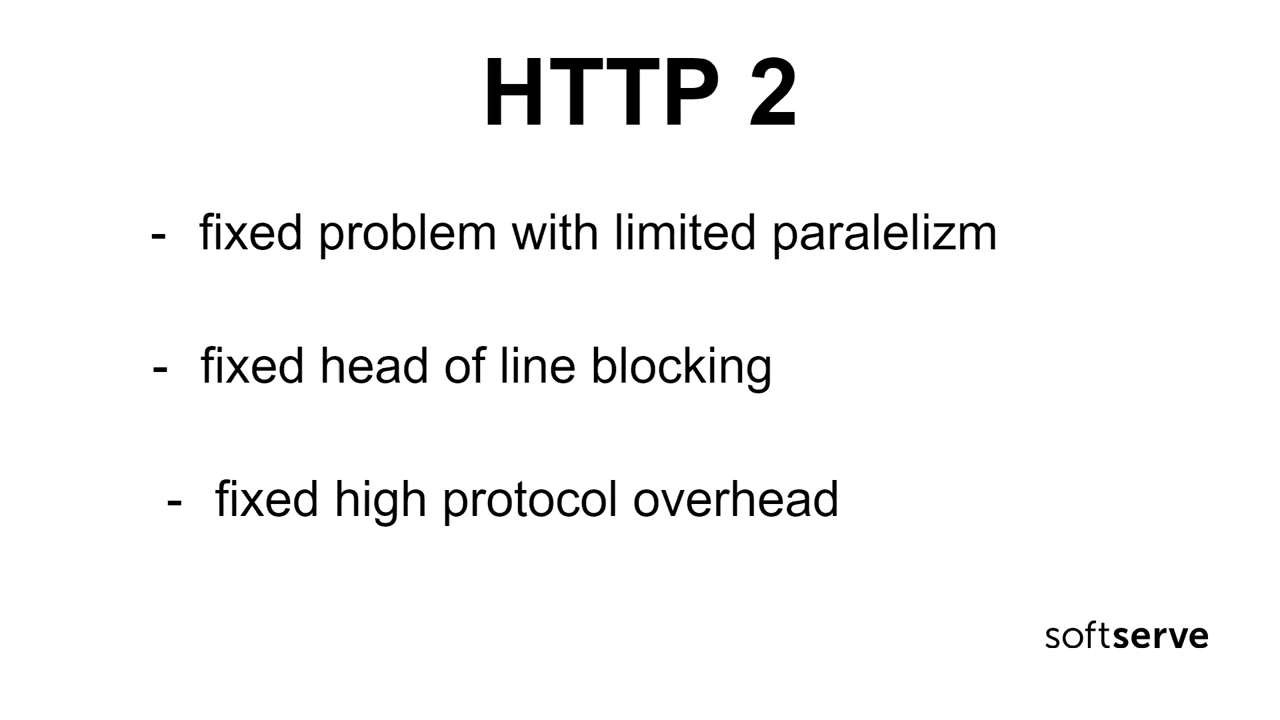 HTTP 2
- fixed problem with limited paralelizm
- fixed head of line blocking
- fixed high protocol overhead
softserve